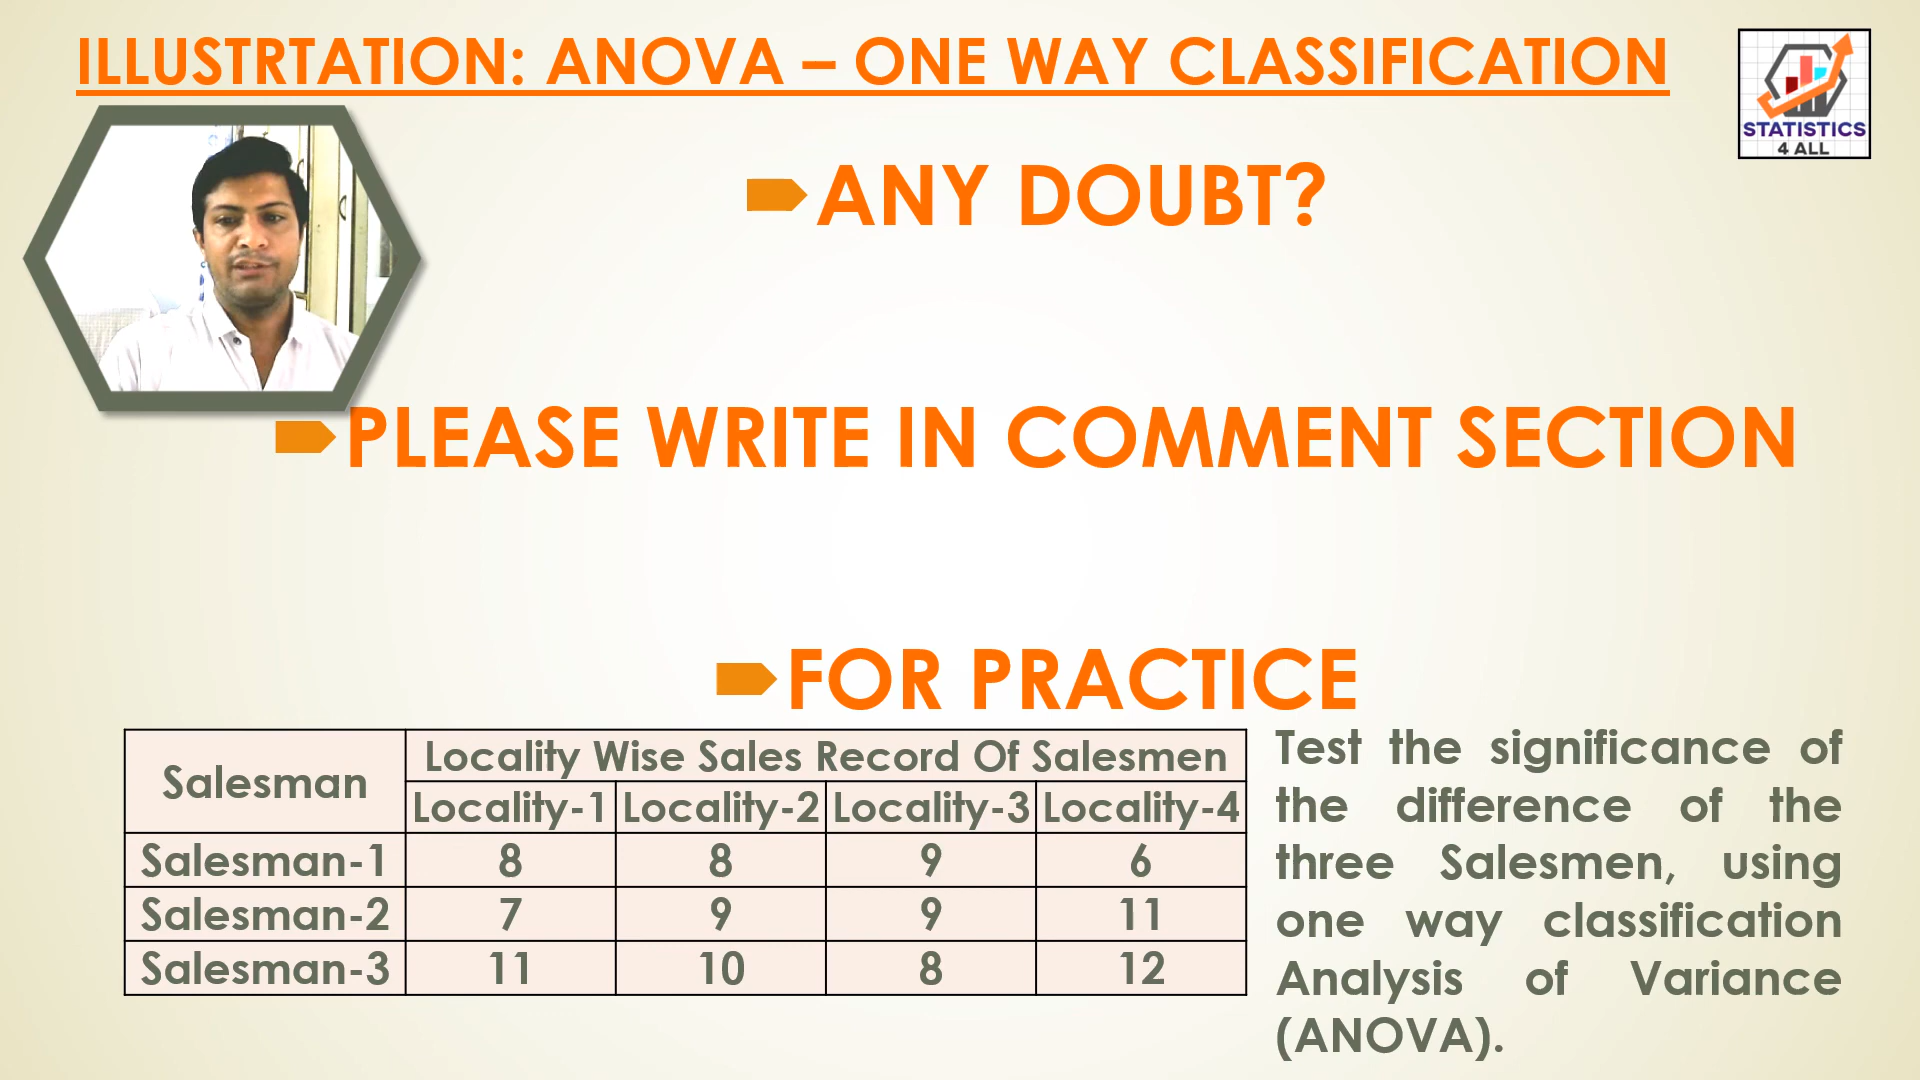 ILLUSTRTATION: ANOVA – ONE WAY CLASSIFICATION
STATISTICS
4 ALL
ANY DOUBT?
PLEASE WRITE IN COMMENT SECTION
FOR PRACTICE
Salesman
Locality Wise Sales Record Of Salesmen
Locality-1 Locality-2 Locality-3 Locality-4
Salesman-1 8 8 9 6
Salesman-2 7 9 9 11
Salesman-3 11 10 8 12
Test the significance of
the difference of the
three Salesmen, using
one way classification
Analysis of Variance
(ANOVA).